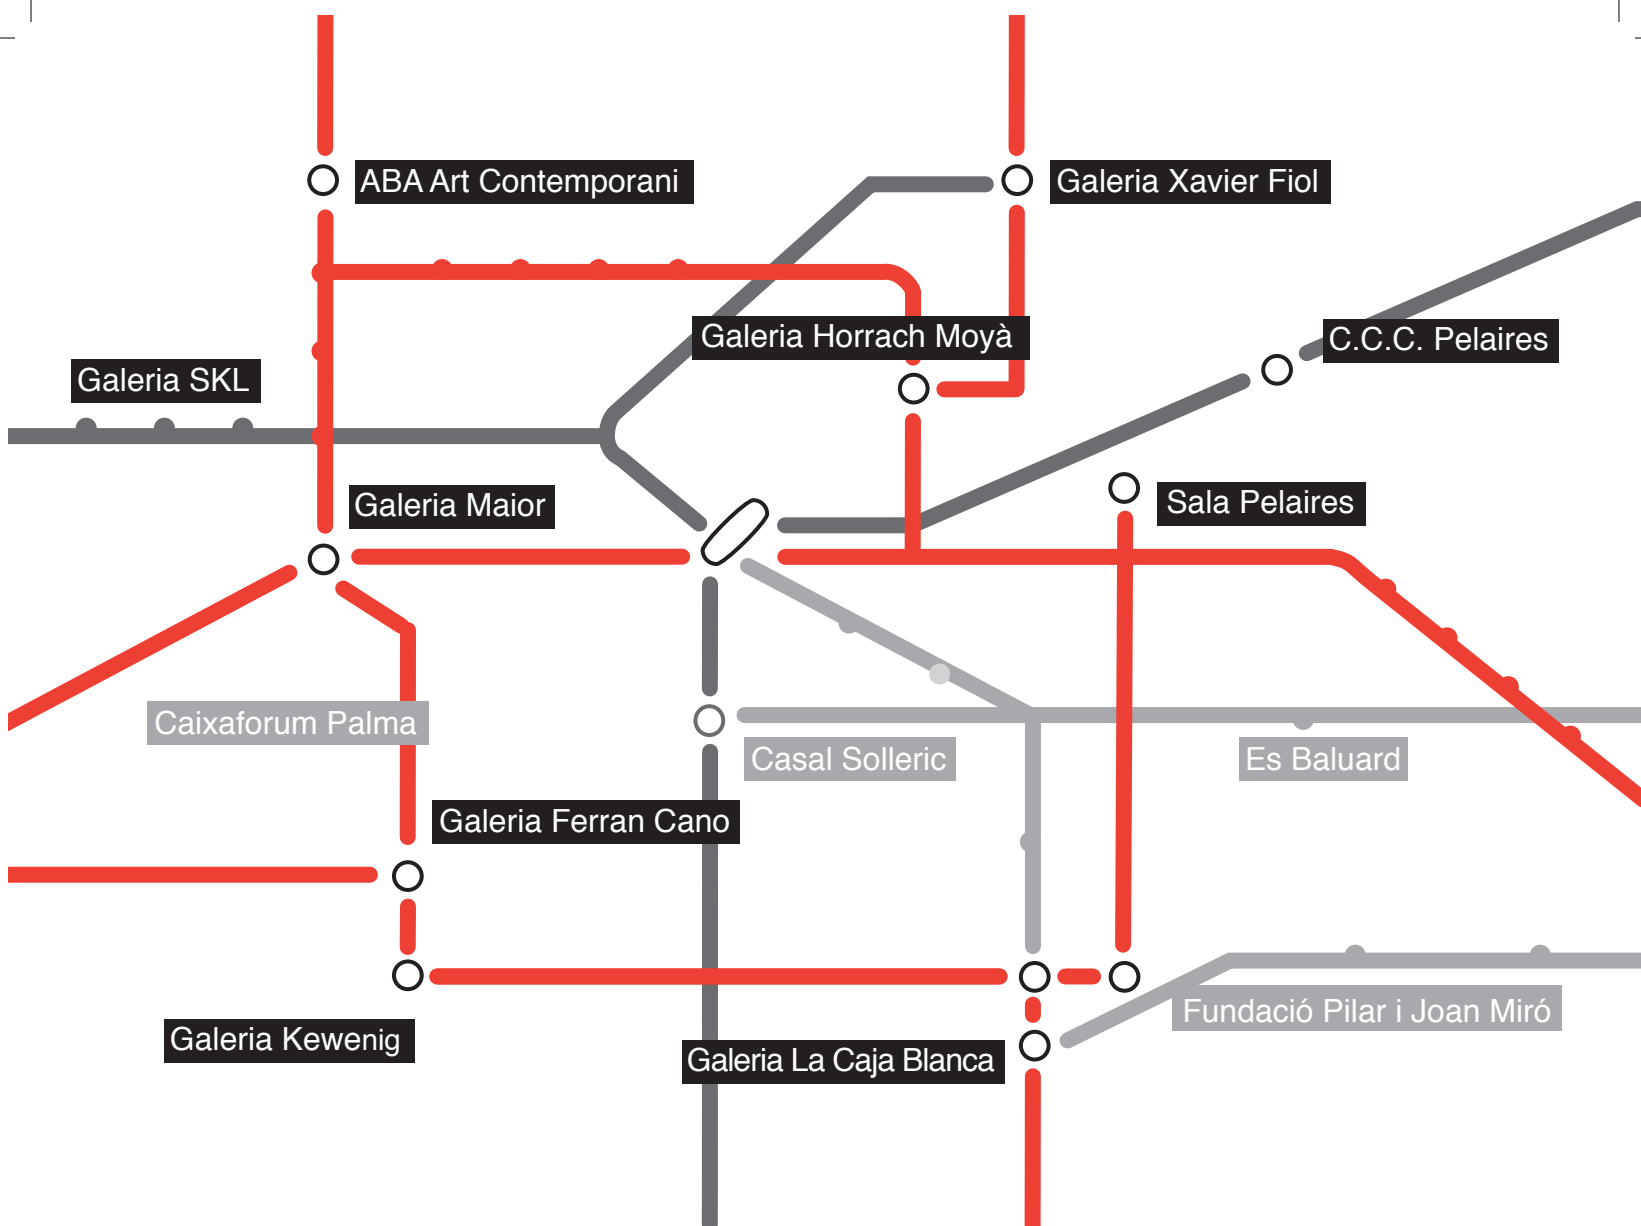 ABA Art Contemporani
Galeria Xavier Fiol
Galeria Horrach Moyà
C.C.C. Pelaires
Galeria SKL
Galeria Maior
Sala Pelaires
Caixaforum Palma
Casal Solleric
Es Baluard
Galeria Ferran Cano
Fundació Pilar i Joan Miró
Galeria Kewenig
Galeria La Caja Blanca